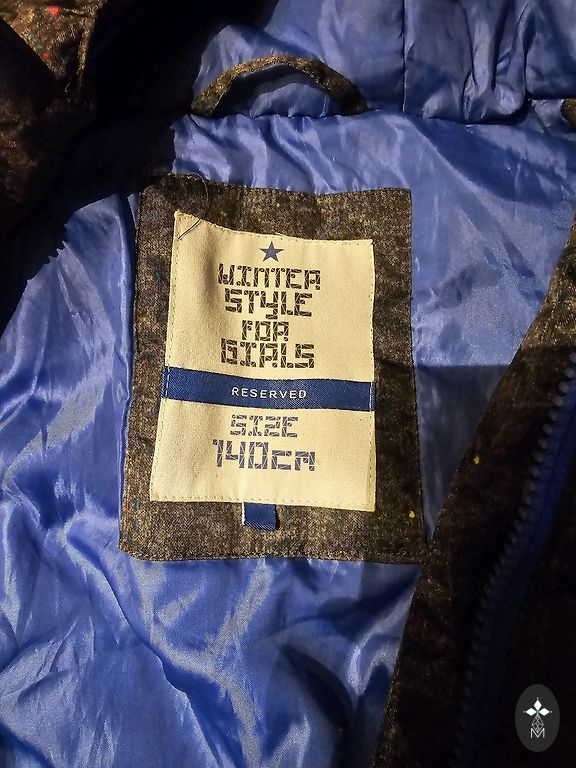 WINTER
STYLE
FOR
GIRLS
RESERVED
SIZE
140cm
M